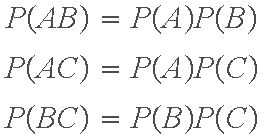 P(AB) = P(A)P(B)
P(AC) = P(A)P(C)
P(BC) = P(B)P(C)